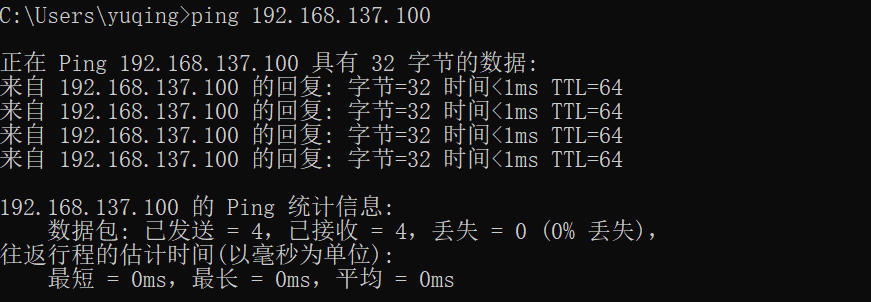 C:\Users\yuqing>ping 192.168.137.100
正在 Ping 192.168.137.100 具有 32 字节的数据:
来自 192.168.137.100 的回复: 字节=32 时间<1ms TTL=64
来自 192.168.137.100 的回复: 字节=32 时间<1ms TTL=64
来自 192.168.137.100 的回复: 字节=32 时间<1ms TTL=64
来自 192.168.137.100 的回复: 字节=32 时间<1ms TTL=64
192.168.137.100 的 Ping 统计信息:
数据包: 已发送 = 4，已接收 = 4，丢失 = 0 (0% 丢失)，
往返行程的估计时间(以毫秒为单位):
最短 = 0ms，最长 = 0ms，平均 = 0ms